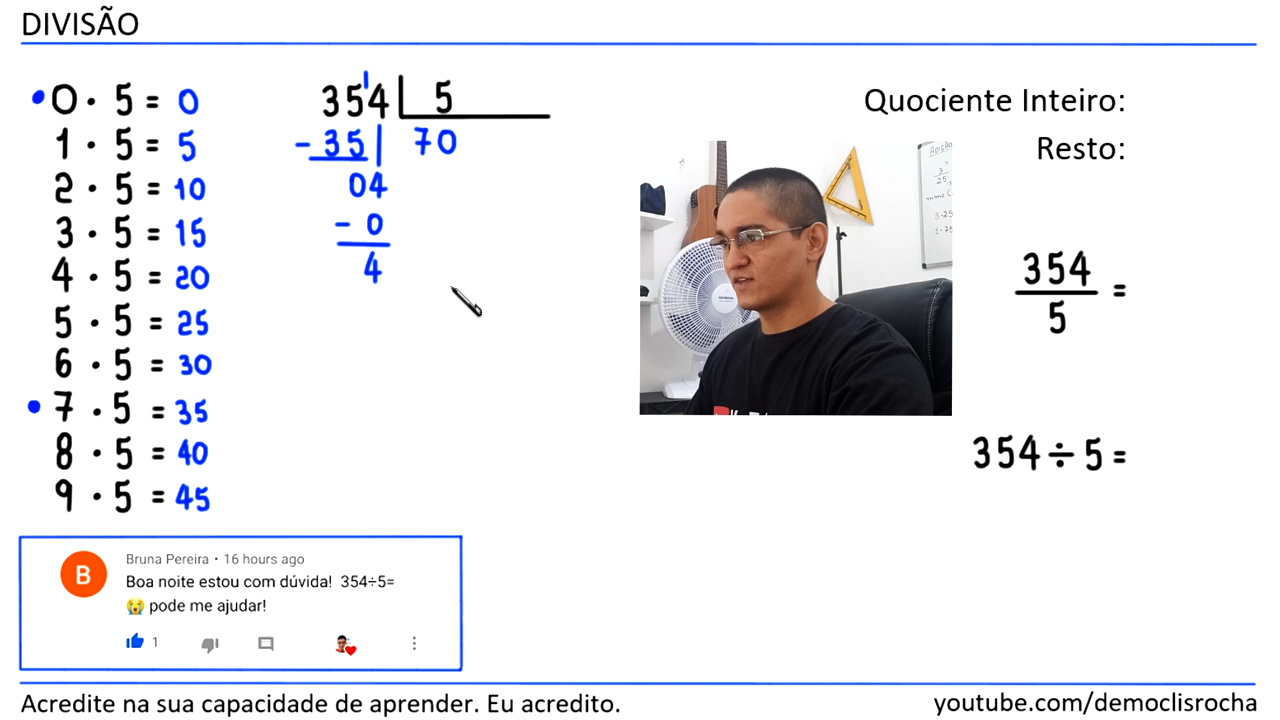 DIVISÃO
0 · 5 = 0
1 · 5 = 5
2 · 5 = 10
3 · 5 = 15
4 · 5 = 20
5 · 5 = 25
6 · 5 = 30
7 · 5 = 35
8 · 5 = 40
9 · 5 = 45
354 5
- 35 70
04
- 0
4
Quociente Inteiro:
Resto:
354
5
=
354 ÷ 5 =
B
Bruna Pereira • 16 hours ago
Boa noite estou com dúvida! 354÷5=
😭 pode me ajudar!
1
Acredite na sua capacidade de aprender. Eu acredito.
youtube.com/democlisrocha